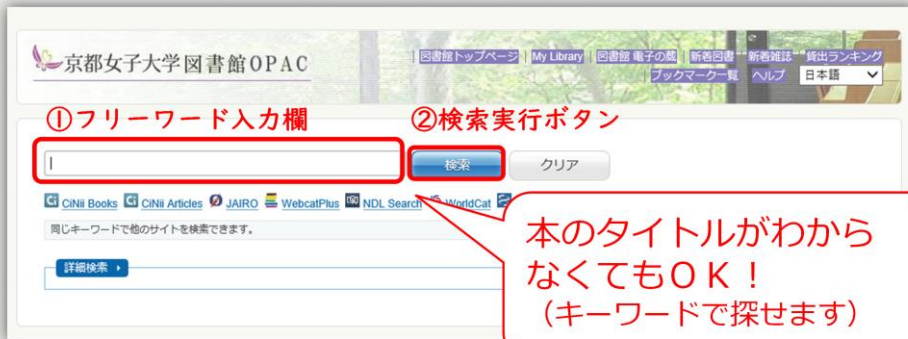 京都女子大学図書館OPAC
| 図書館トップページ | My Library | 図書館 電子の蔵 | 新着図書 新着雑誌 貸出ランキング
| ブックマーク一覧 ヘルプ 日本語
①フリーワード入力欄 ②検索実行ボタン
検索 クリア
CiNii Books CiNii Articles JAIRO WebcatPlus NDL Search WorldCat
同じキーワードで他のサイトを検索できます。
詳細検索
本のタイトルがわから
なくてもOK！
（キーワードで探せます）